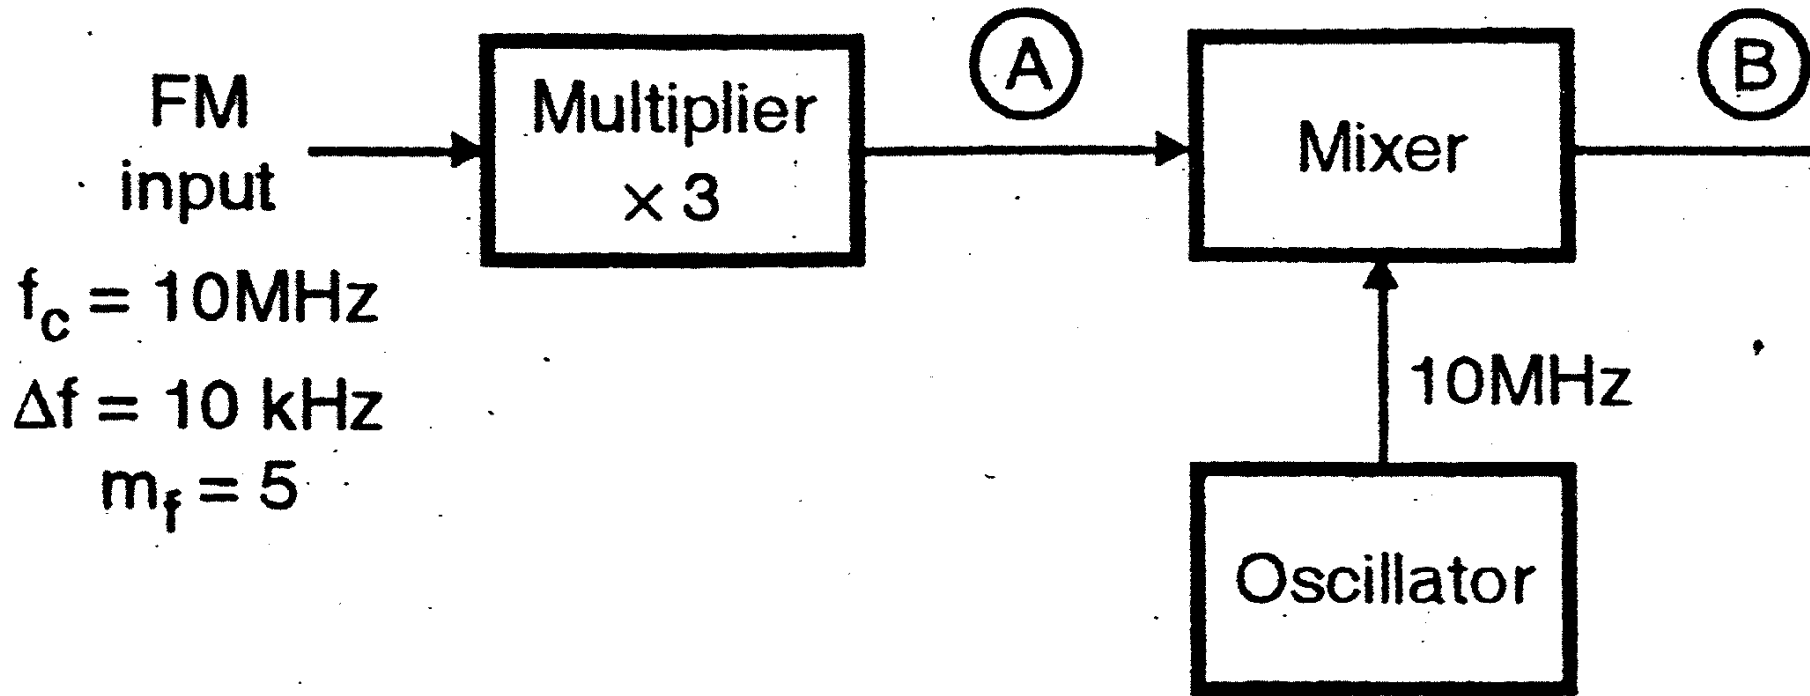 FM
input
f_c = 10MHz
Δf = 10 kHz
m_f = 5
Multiplier
× 3
A
Mixer
B
10MHz
Oscillator